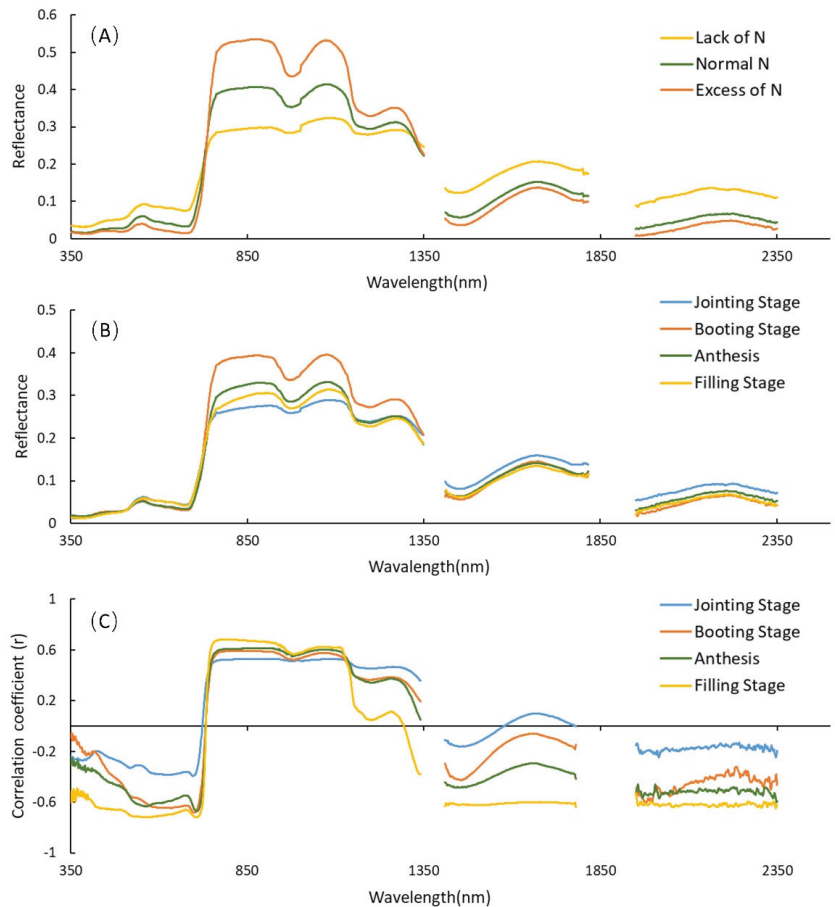 (A)
0.6
0.5
0.4
0.3
0.2
0.1
0
Reflectance
350
850
1350
1850
2350
Wavelength(nm)
Lack of N
Normal N
Excess of N
(B)
0.5
0.4
0.3
0.2
0.1
0
Reflectance
350
850
1350
1850
2350
Wavelength(nm)
Jointing Stage
Booting Stage
Anthesis
Filling Stage
(C)
1
0.6
0.2
-0.2
-0.6
-1
Correlation coefficient (r)
350
850
1350
1850
2350
Wavelength(nm)
Jointing Stage
Booting Stage
Anthesis
Filling Stage